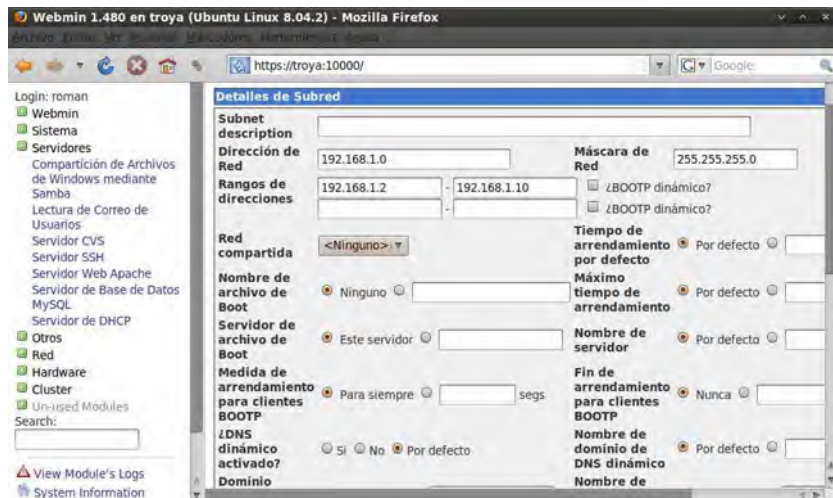 Webmin 1.480 en troya (Ubuntu Linux 8.04.2) - Mozilla Firefox
https://troya:10000/
Google
Login: roman
Webmin
Sistema
Servidores
Compartición de Archivos
de Windows mediante
Samba
Lectura de Correo de
Usuarios
Servidor CVS
Servidor SSH
Servidor Web Apache
Servidor de Base de Datos
MySQL
Servidor de DHCP
Otros
Red
Hardware
Cluster
Un-used Modules
Search:
View Module's Logs
System Information
Detalles de Subred
Subnet
description
Dirección de
Red
192.168.1.0
Máscara de
Red
255.255.255.0
Rangos de
direcciones
192.168.1.2 - 192.168.1.10 ¿BOOTP dinámico?
- ¿BOOTP dinámico?
Red
compartida
<Ninguno>
Tiempo de
arrendamiento
por defecto
Por defecto
Nombre de
archivo de
Boot
Ninguno
Máximo
tiempo de
arrendamiento
Por defecto
Servidor de
archivo de
Boot
Este servidor
Nombre de
servidor
Por defecto
Medida de
arrendamiento
para clientes
BOOTP
Para siempre segs
Fin de
arrendamiento
para clientes
BOOTP
Nunca
¿DNS
dinámico
activado?
Si No Por defecto
Nombre de
dominio de
DNS dinámico
Por defecto
Dominio
Nombre de